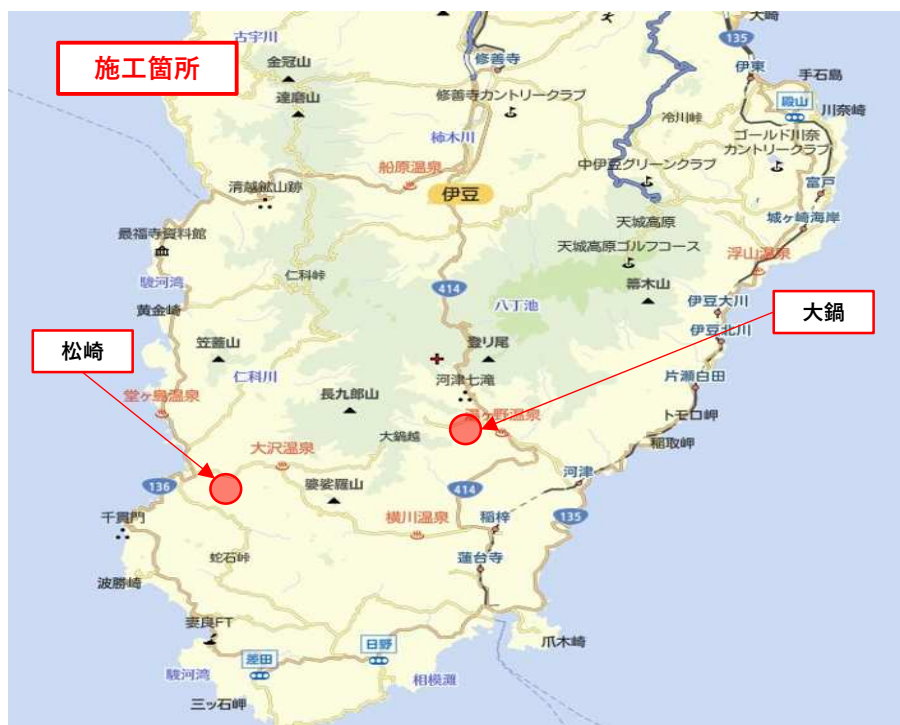 大崎
古宇川
135
施工箇所
金冠山
修善寺
伊東
手石島
達磨山
修善寺カントリークラブ
殿山
川奈崎
冷川峠
柿木川
ゴールド川奈
カントリークラブ
船原温泉
中伊豆グリーンクラブ
清越鉱山跡
伊豆
富戸
天城高原
城ヶ崎海岸
最福寺資料館
天城高原ゴルフコース
浮山温泉
仁科峠
駿河湾
414
箒木山
黄金崎
八丁池
伊豆大川
大鍋
伊豆北川
松崎
笠蓋山
登り尾
仁科川
河津七滝
片瀬白田
堂ヶ島温泉
長九郎山
湯ヶ野温泉
トモロ岬
大鍋越
稲取岬
大沢温泉
河津
136
婆娑羅山
414
千貫門
横川温泉
稲梓
135
蛇石峠
蓮台寺
波勝崎
妻良FT
爪木崎
日野
差田
駿河湾
相模灘
三ッ石岬